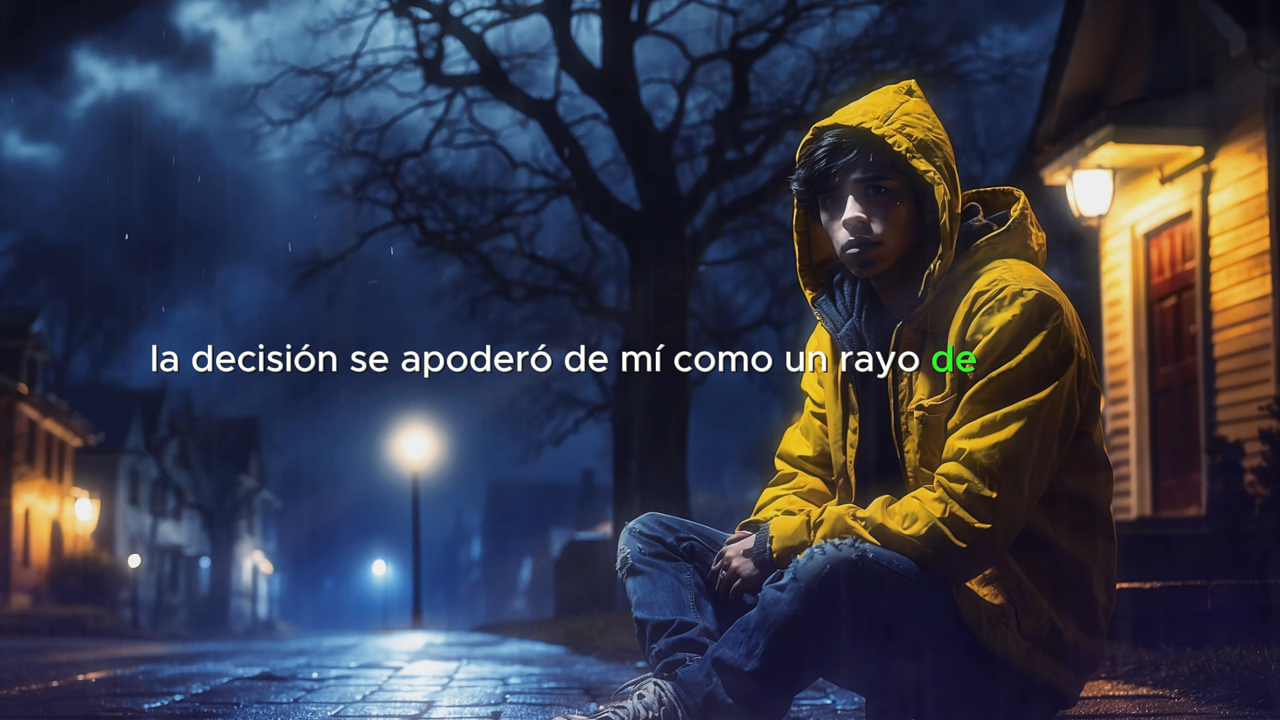 la decisión se apoderó de mí como un rayo de